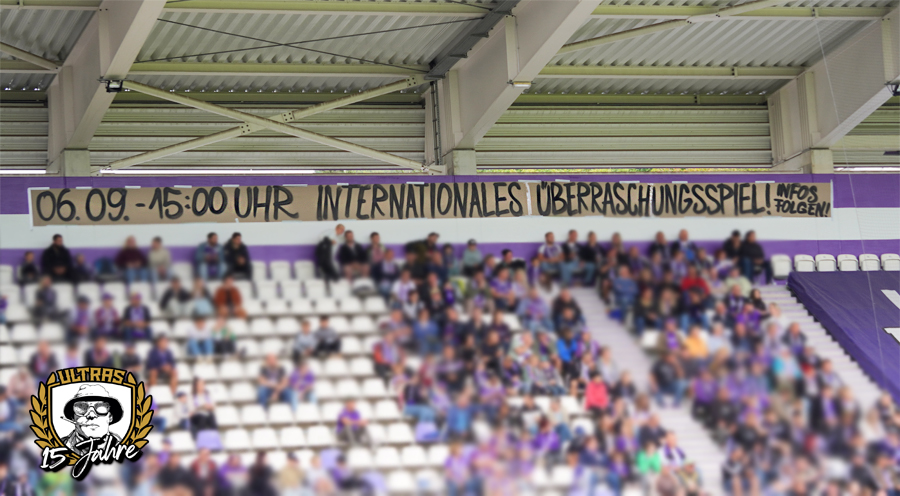 06.09. - 15:00 UHR INTERNATIONALES ÜBERRASCHUNGSSPIEL! INFOS
FOLGEN!
ULTRAS
15 Jahre